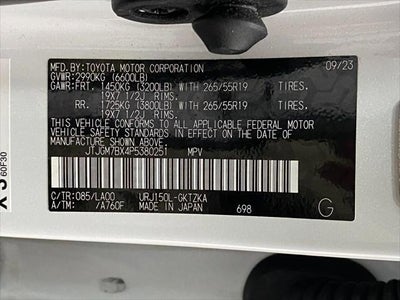 MFD.BY:TOYOTA MOTOR CORPORATION 09/23
GVWR:2990KG (6600LB)
GAWR:FRT. 1450KG (3200LB) WITH 265/55R19 TIRES.
19X7 1/2J RIMS.
RR. 1725KG (3800LB) WITH 265/55R19 TIRES.
19X7 1/2J RIMS.
THIS VEHICLE CONFORMS TO ALL APPLICABLE FEDERAL MOTOR
VEHICLE SAFETY STANDARDS IN EFFECT ON THE DATE OF
MANUFACTURE SHOWN ABOVE.
JTJGM7BX4P5380251 MPV
C/TR:085/LA00 URJ150L-GKTZKA
A/TM: /A760F MADE IN JAPAN 698 G
60F30